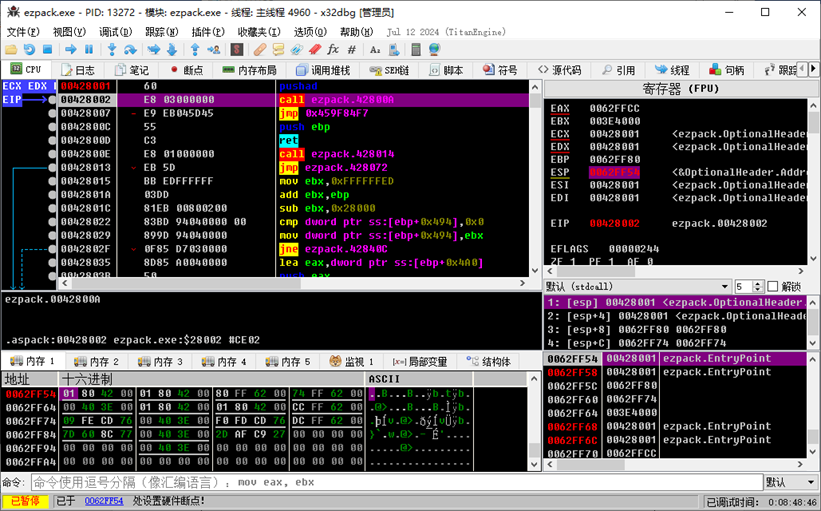 ezpack.exe - PID: 13272 - 模块: ezpack.exe - 线程: 主线程 4960 - x32dbg [管理员]
文件(F) 视图(V) 调试(D) 跟踪(N) 插件(P) 收藏夹(I) 选项(O) 帮助(H) Jul 12 2024 (TitanEngine)
CPU 日志 笔记 断点 内存布局 调用堆栈 SEH链 脚本 符号 源代码 引用 线程 句柄 跟踪
ECX EDX 00428001 60 pushad
EIP 00428002 E8 03000000 call ezpack.42800A
00428007 E9 EB045D45 jmp 0x459F84F7
0042800C 55 push ebp
0042800D C3 ret
0042800E E8 01000000 call ezpack.428014
00428013 EB 5D jmp ezpack.428072
00428015 BB EDFFFFFF mov ebx,0xFFFFFFED
0042801A 03DD add ebx,ebp
0042801C 81EB 00800200 sub ebx,0x28000
00428022 83BD 94040000 00 cmp dword ptr ss:[ebp+0x494],0x0
00428029 899D 94040000 mov dword ptr ss:[ebp+0x494],ebx
0042802F 0F85 D7030000 jne ezpack.42840C
00428035 8D85 A0040000 lea eax,dword ptr ss:[ebp+0x4A0]
0042803B 50 push eax
寄存器 (FPU)
EAX 0062FFCC
EBX 003E4000
ECX 00428001 <ezpack.OptionalHeader
EDX 00428001 <ezpack.OptionalHeader
EBP 0062FF80
ESP 0062FF54 <&OptionalHeader.Addre
ESI 00428001 <ezpack.OptionalHeader
EDI 00428001 <ezpack.OptionalHeader
EIP 00428002 ezpack.00428002
EFLAGS 00000244
ZF 1 PF 1 AF 0
默认 (stdcall) 5 解锁
1: [esp] 00428001 <ezpack.OptionalHeader.
2: [esp+4] 00428001 <ezpack.OptionalHeader
3: [esp+8] 0062FF80 0062FF80
4: [esp+C] 0062FF74 0062FF74
ezpack.0042800A
.aspack:00428002 ezpack.exe:$28002 #CE02
内存 1 内存 2 内存 3 内存 4 内存 5 监视 1 局部变量 结构体
地址 十六进制 ASCII
0062FF54 01 80 42 00 01 80 42 00 80 FF 62 00 74 FF 62 00
0062FF64 00 40 3E 00 01 80 42 00 01 80 42 00 CC FF 62 00
0062FF74 09 FE CD 76 00 40 3E 00 F0 FD CD 76 DC FF 62 00
0062FF84 7D 60 8C 77 00 40 3E 00 2D AF C9 27 00 00 00 00
0062FF94 00 00 00 00 00 40 3E 00 00 00 00 00 00 00 00 00
0062FFA4 00 00 00 00 00 00 00 00 00 00 00 00 00 00 00 00
0062FF54 00428001 ezpack.EntryPoint
0062FF58 00428001 ezpack.EntryPoint
0062FF5C 0062FF80
0062FF60 0062FF74
0062FF64 003E4000
0062FF68 00428001 ezpack.EntryPoint
0062FF6C 00428001 ezpack.EntryPoint
0062FF70 0062FFCC
命令: 命令使用逗号分隔（像汇编语言）: mov eax, ebx 默认
已暂停 已于 0062FF54 处设置硬件断点! 已调试时间: 0:08:48:46